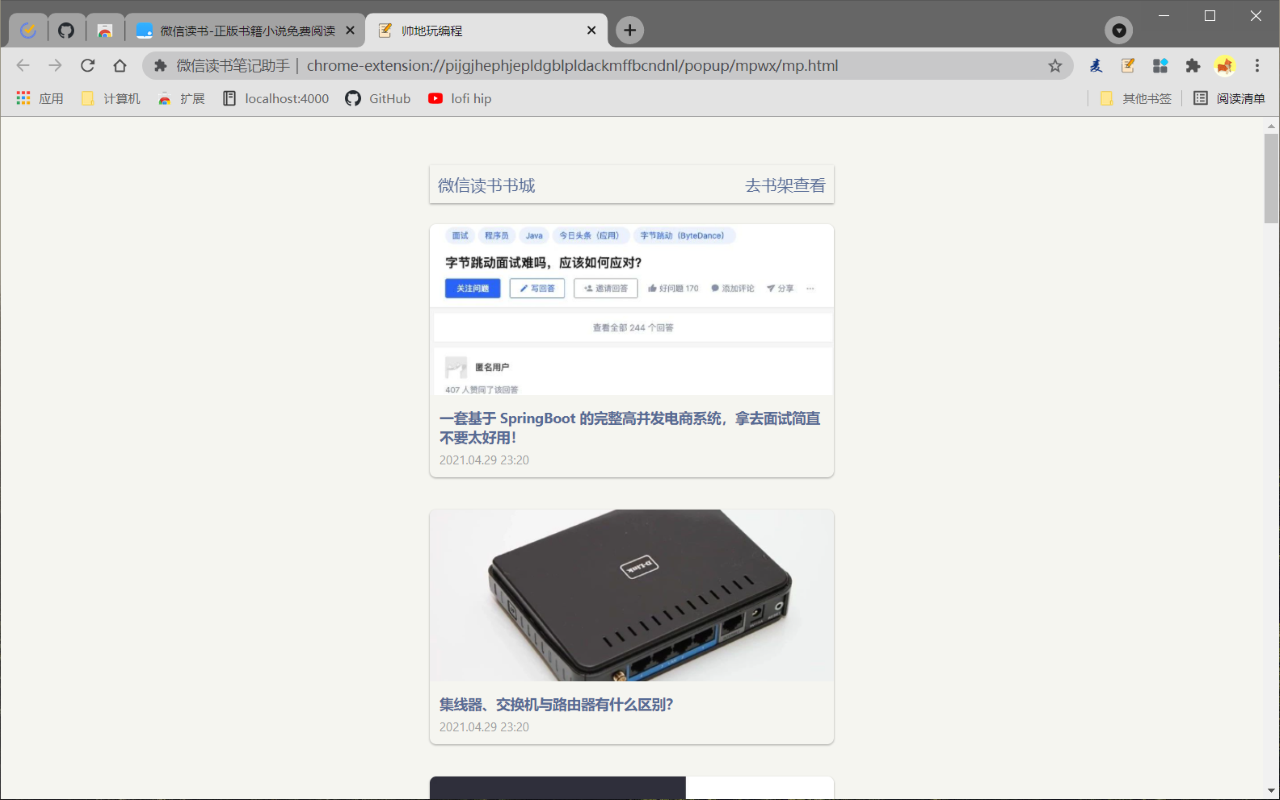 微信读书-正版书籍小说免费阅读
帅地玩编程
微信读书笔记助手 | chrome-extension://pijgjhephjepldgblpldackmffbcndnl/popup/mpwx/mp.html
应用 计算机 扩展 localhost:4000 GitHub lofi hip 其他书签 阅读清单
微信读书书城 去书架查看
面试 程序员 Java 今日头条（应用） 字节跳动（ByteDance）
字节跳动面试难吗，应该如何应对？
关注问题 写回答 邀请回答 好问题 170 添加评论 分享 ···
查看全部 244 个回答
匿名用户
407 人赞同了该回答
一套基于 SpringBoot 的完整高并发电商系统，拿去面试简直
不要太好用！
2021.04.29 23:20
D-Link
集线器、交换机与路由器有什么区别？
2021.04.29 23:20